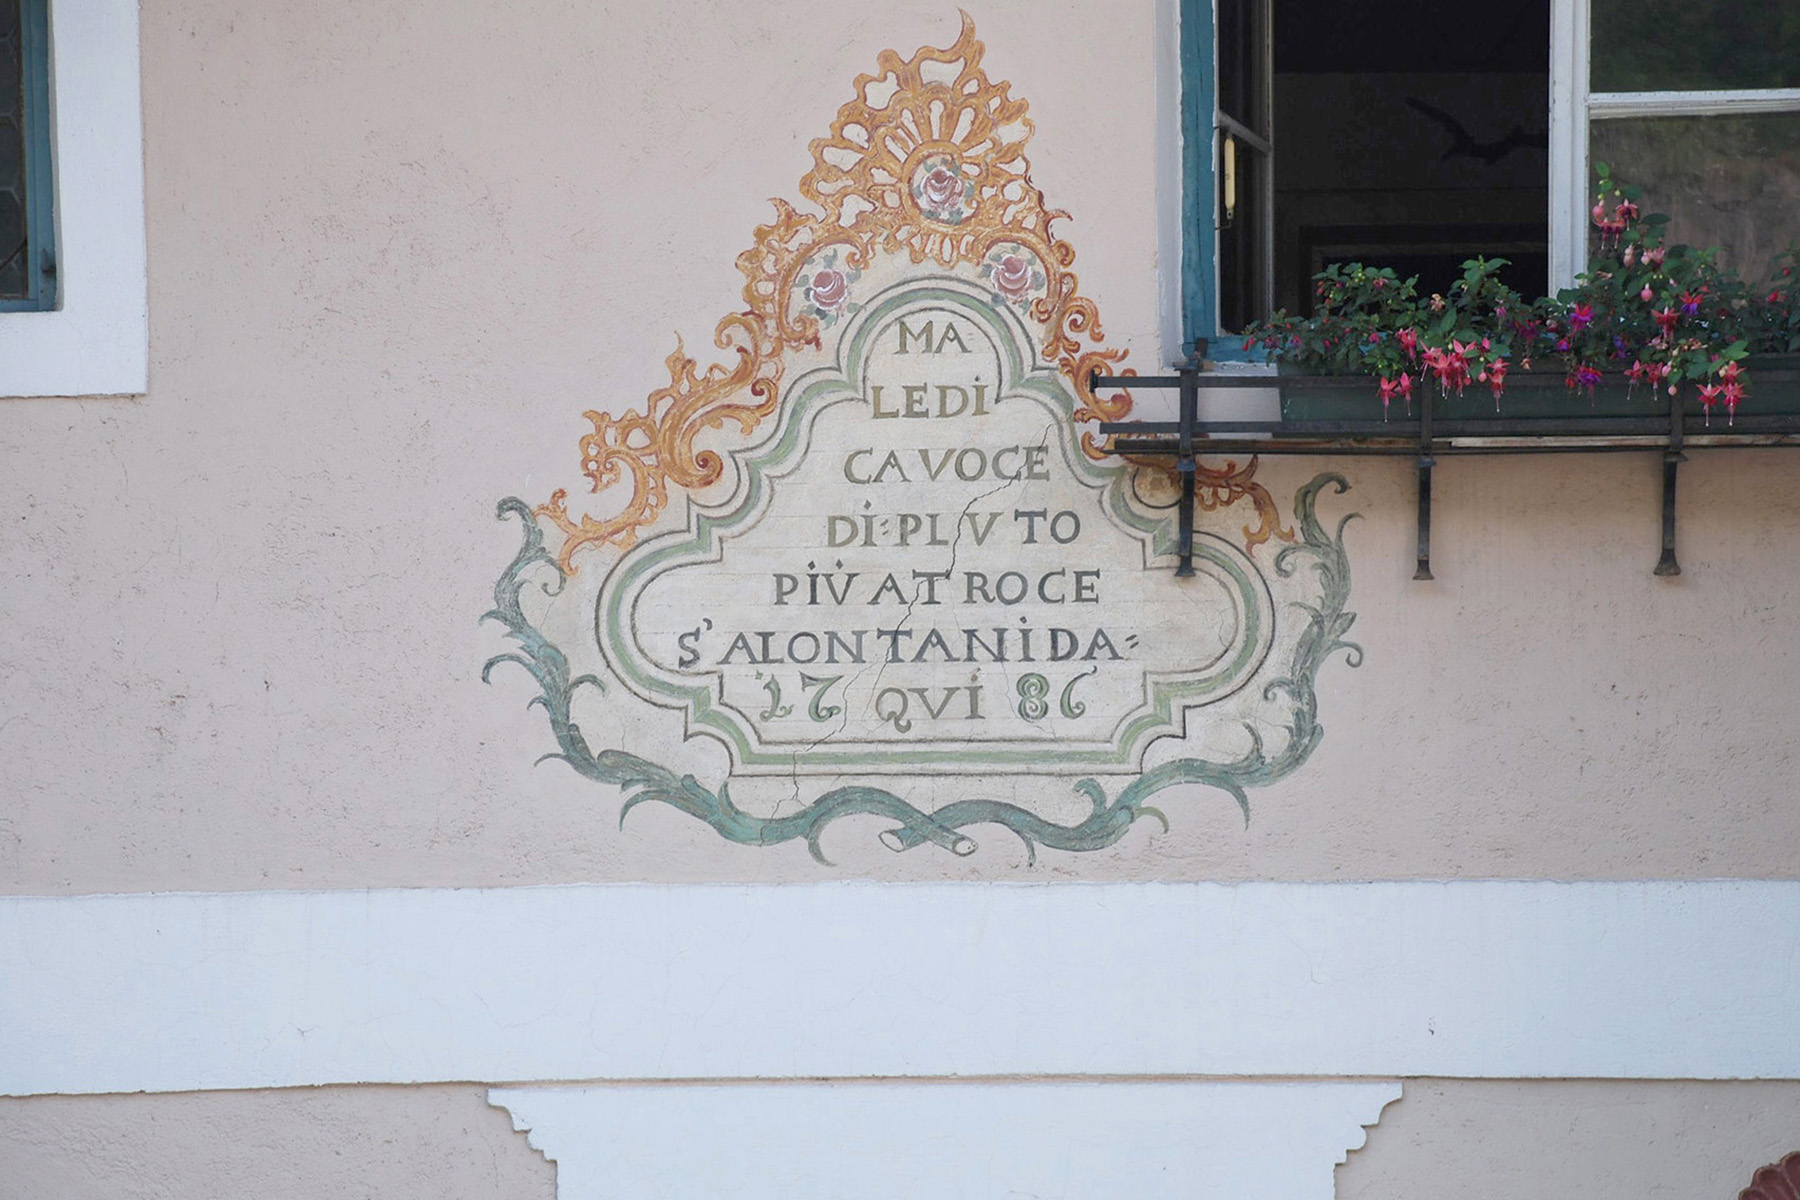 MA-
LEDI
CA VOCE
DI:PLVTO
PIV̇ ATROCE
S'ALONTANI DA=
17 QVI 86